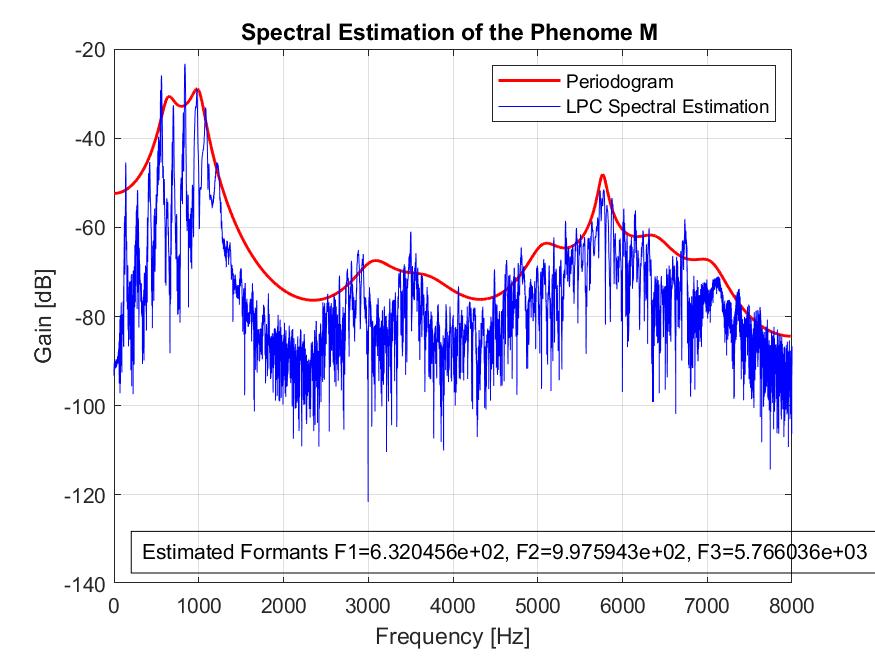 Spectral Estimation of the Phenome M
Periodogram
LPC Spectral Estimation
Gain [dB]
-20
-40
-60
-80
-100
-120
-140
Estimated Formants F1=6.320456e+02, F2=9.975943e+02, F3=5.766036e+03
0 1000 2000 3000 4000 5000 6000 7000 8000
Frequency [Hz]